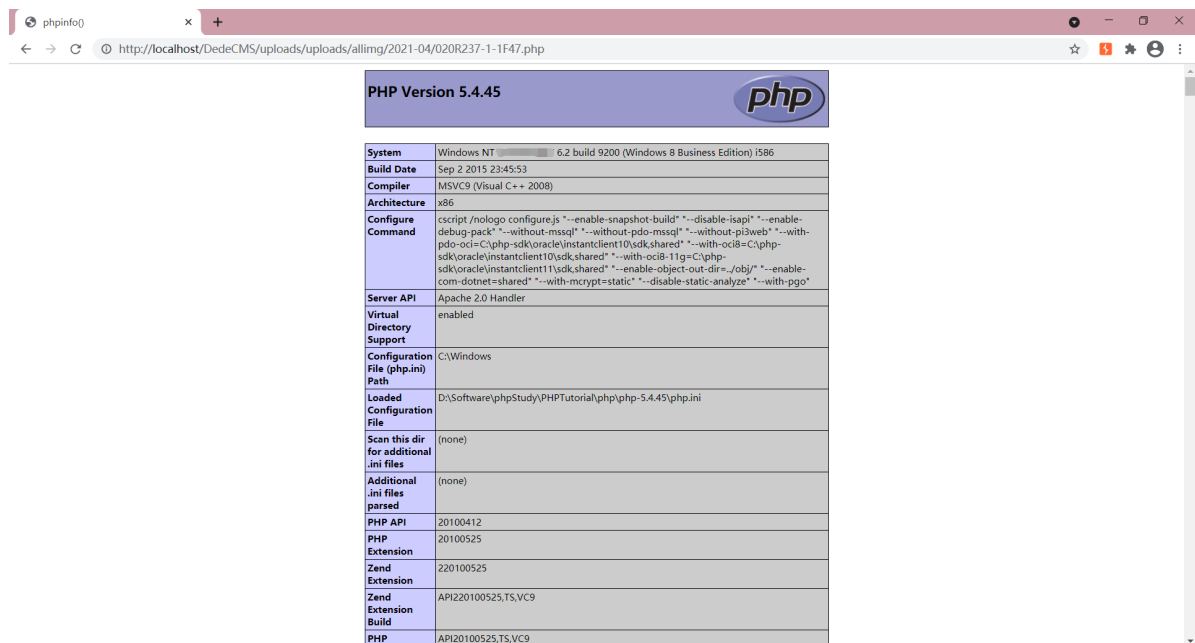 phpinfo()
http://localhost/DedeCMS/uploads/uploads/allimg/2021-04/020R237-1-1F47.php
PHP Version 5.4.45
php
System Windows NT 6.2 build 9200 (Windows 8 Business Edition) i586
Build Date Sep 2 2015 23:45:53
Compiler MSVC9 (Visual C++ 2008)
Architecture x86
Configure cscript /nologo configure.js "--enable-snapshot-build" "--disable-isapi" "--enable-
Command debug-pack" "--without-mssql" "--without-pdo-mssql" "--without-pi3web" "--with-
pdo-oci=C:\php-sdk\oracle\instantclient10\sdk,shared" "--with-oci8=C:\php-
sdk\oracle\instantclient10\sdk,shared" "--with-oci8-11g=C:\php-
sdk\oracle\instantclient11\sdk,shared" "--enable-object-out-dir=../obj/" "--enable-
com-dotnet=shared" "--with-mcrypt=static" "--disable-static-analyze" "--with-pgo"
Server API Apache 2.0 Handler
Virtual enabled
Directory
Support
Configuration C:\Windows
File (php.ini)
Path
Loaded D:\Software\phpStudy\PHPTutorial\php\php-5.4.45\php.ini
Configuration
File
Scan this dir (none)
for additional
.ini files
Additional (none)
.ini files
parsed
PHP API 20100412
PHP 20100525
Extension
Zend 220100525
Extension
Zend API220100525,TS,VC9
Extension
Build
PHP API20100525,TS,VC9